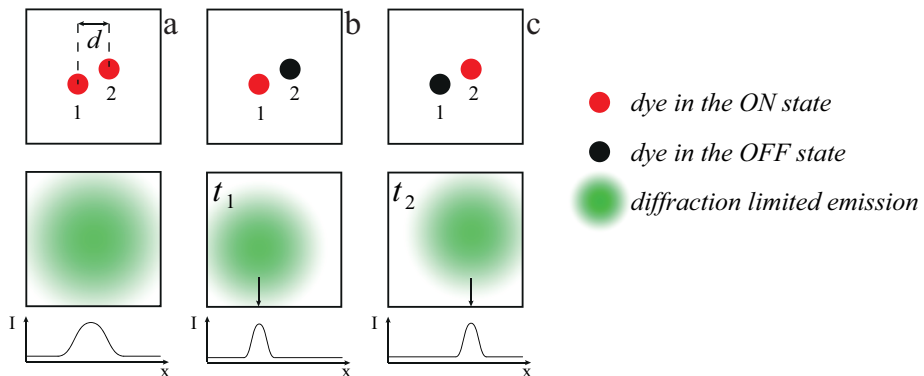 a
d
1
2
b
1
2
c
1
2
dye in the ON state
dye in the OFF state
diffraction limited emission
t1
t2
I
x
I
x
I
x